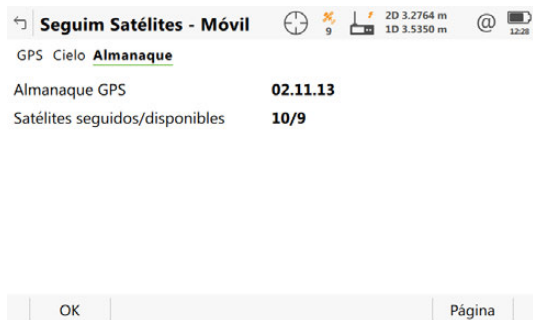 Seguim Satélites - Móvil
9
2D 3.2764 m
1D 3.5350 m
@
12:28
GPS Cielo Almanaque
Almanaque GPS 02.11.13
Satélites seguidos/disponibles 10/9
OK Página